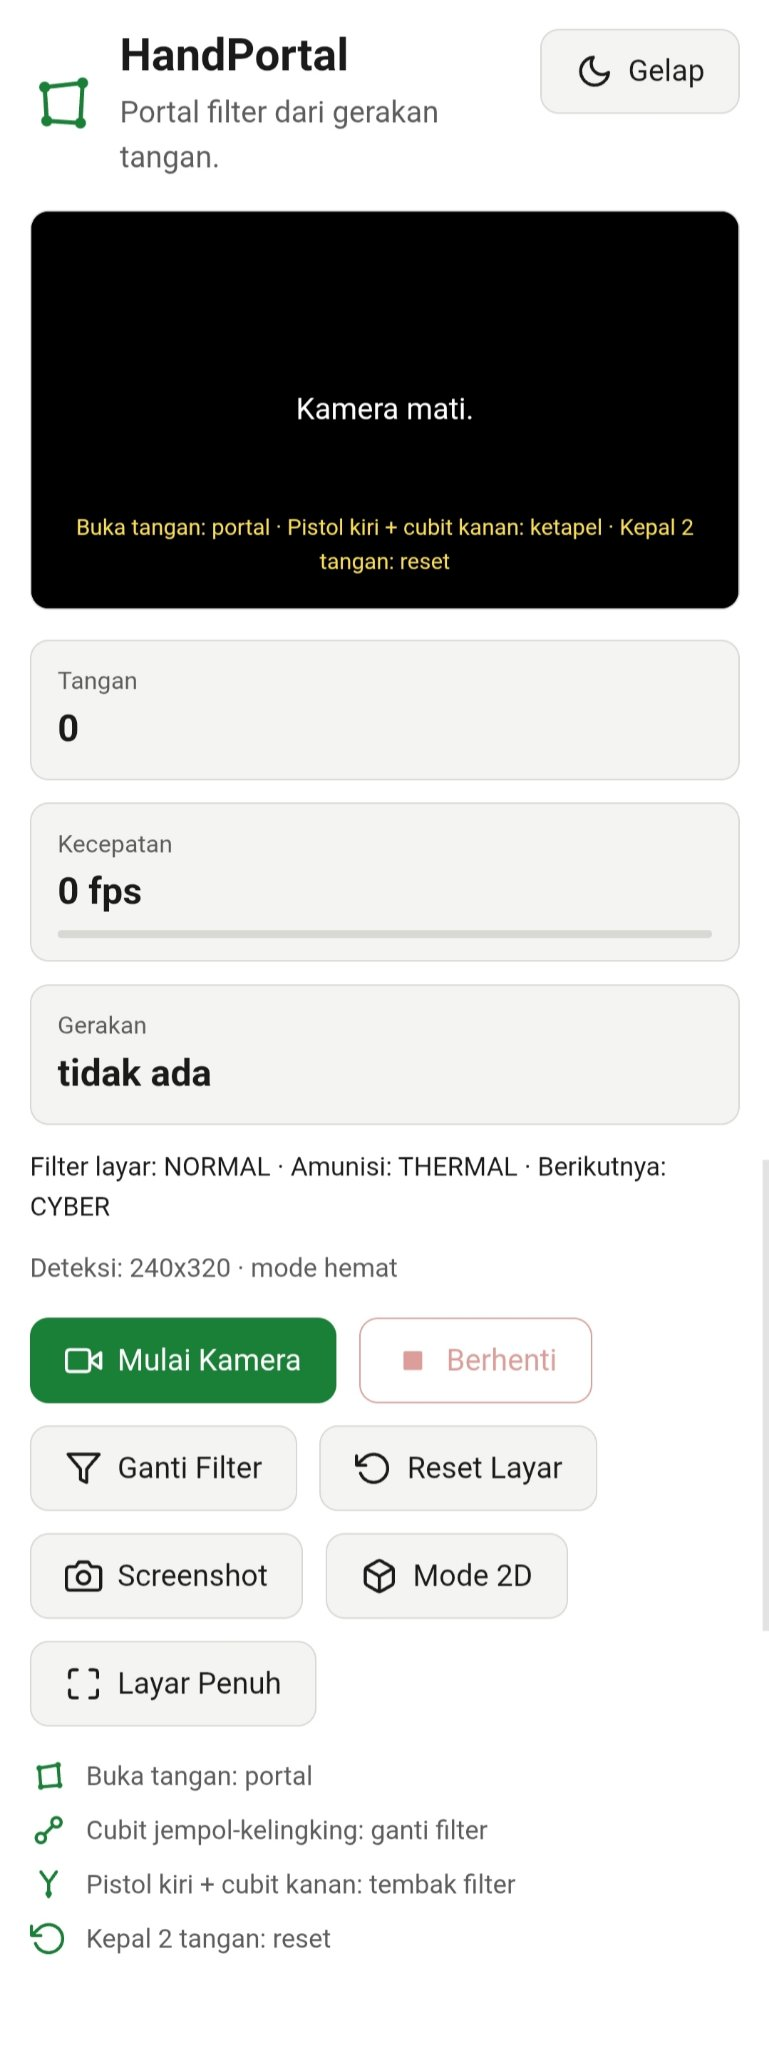 HandPortal
Portal filter dari gerakan
tangan.
Gelap
Kamera mati.
Buka tangan: portal · Pistol kiri + cubit kanan: ketapel · Kepal 2
tangan: reset
Tangan
0
Kecepatan
0 fps
Gerakan
tidak ada
Filter layar: NORMAL · Amunisi: THERMAL · Berikutnya:
CYBER
Deteksi: 240x320 · mode hemat
Mulai Kamera
Berhenti
Ganti Filter
Reset Layar
Screenshot
Mode 2D
Layar Penuh
Buka tangan: portal
Cubit jempol-kelingking: ganti filter
Pistol kiri + cubit kanan: tembak filter
Kepal 2 tangan: reset